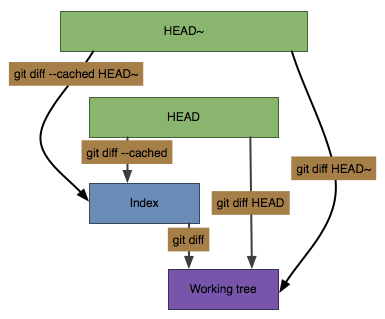 HEAD~
git diff --cached HEAD~
HEAD
git diff --cached
git diff HEAD~
Index
git diff HEAD
git diff
Working tree